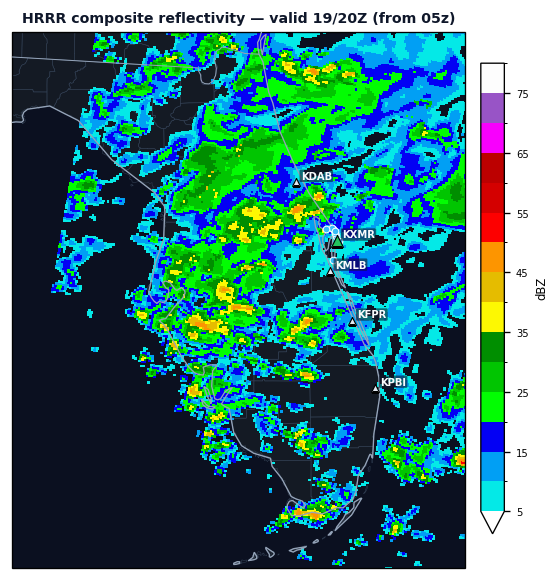 HRRR composite reflectivity — valid 19/20Z (from 05z)
75
65
55
45
35
25
15
5
dBZ
KDAB
KXMR
KMLB
KFPR
KPBI